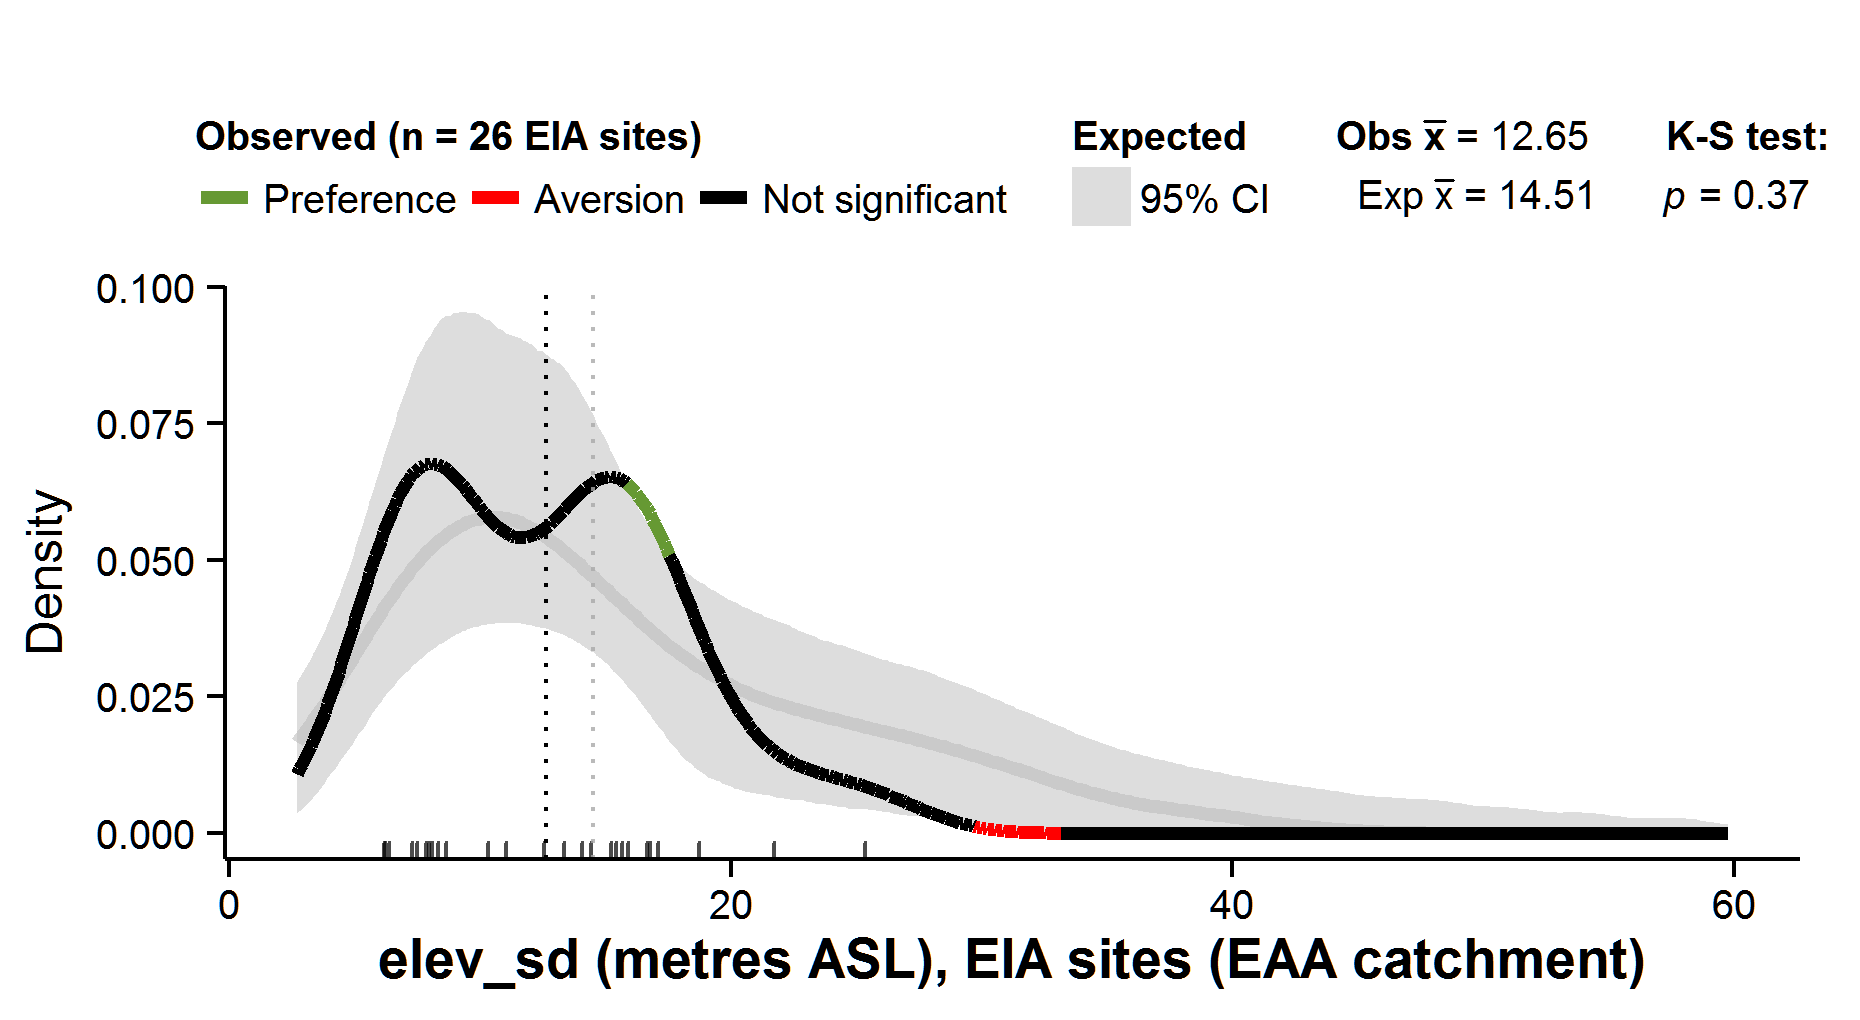 Observed (n = 26 EIA sites) Expected Obs x̅ = 12.65 K-S test:
Preference Aversion Not significant 95% CI Exp x̅ = 14.51 p = 0.37
0.100
0.075
0.050
0.025
0.000
Density
0 20 40 60
elev_sd (metres ASL), EIA sites (EAA catchment)